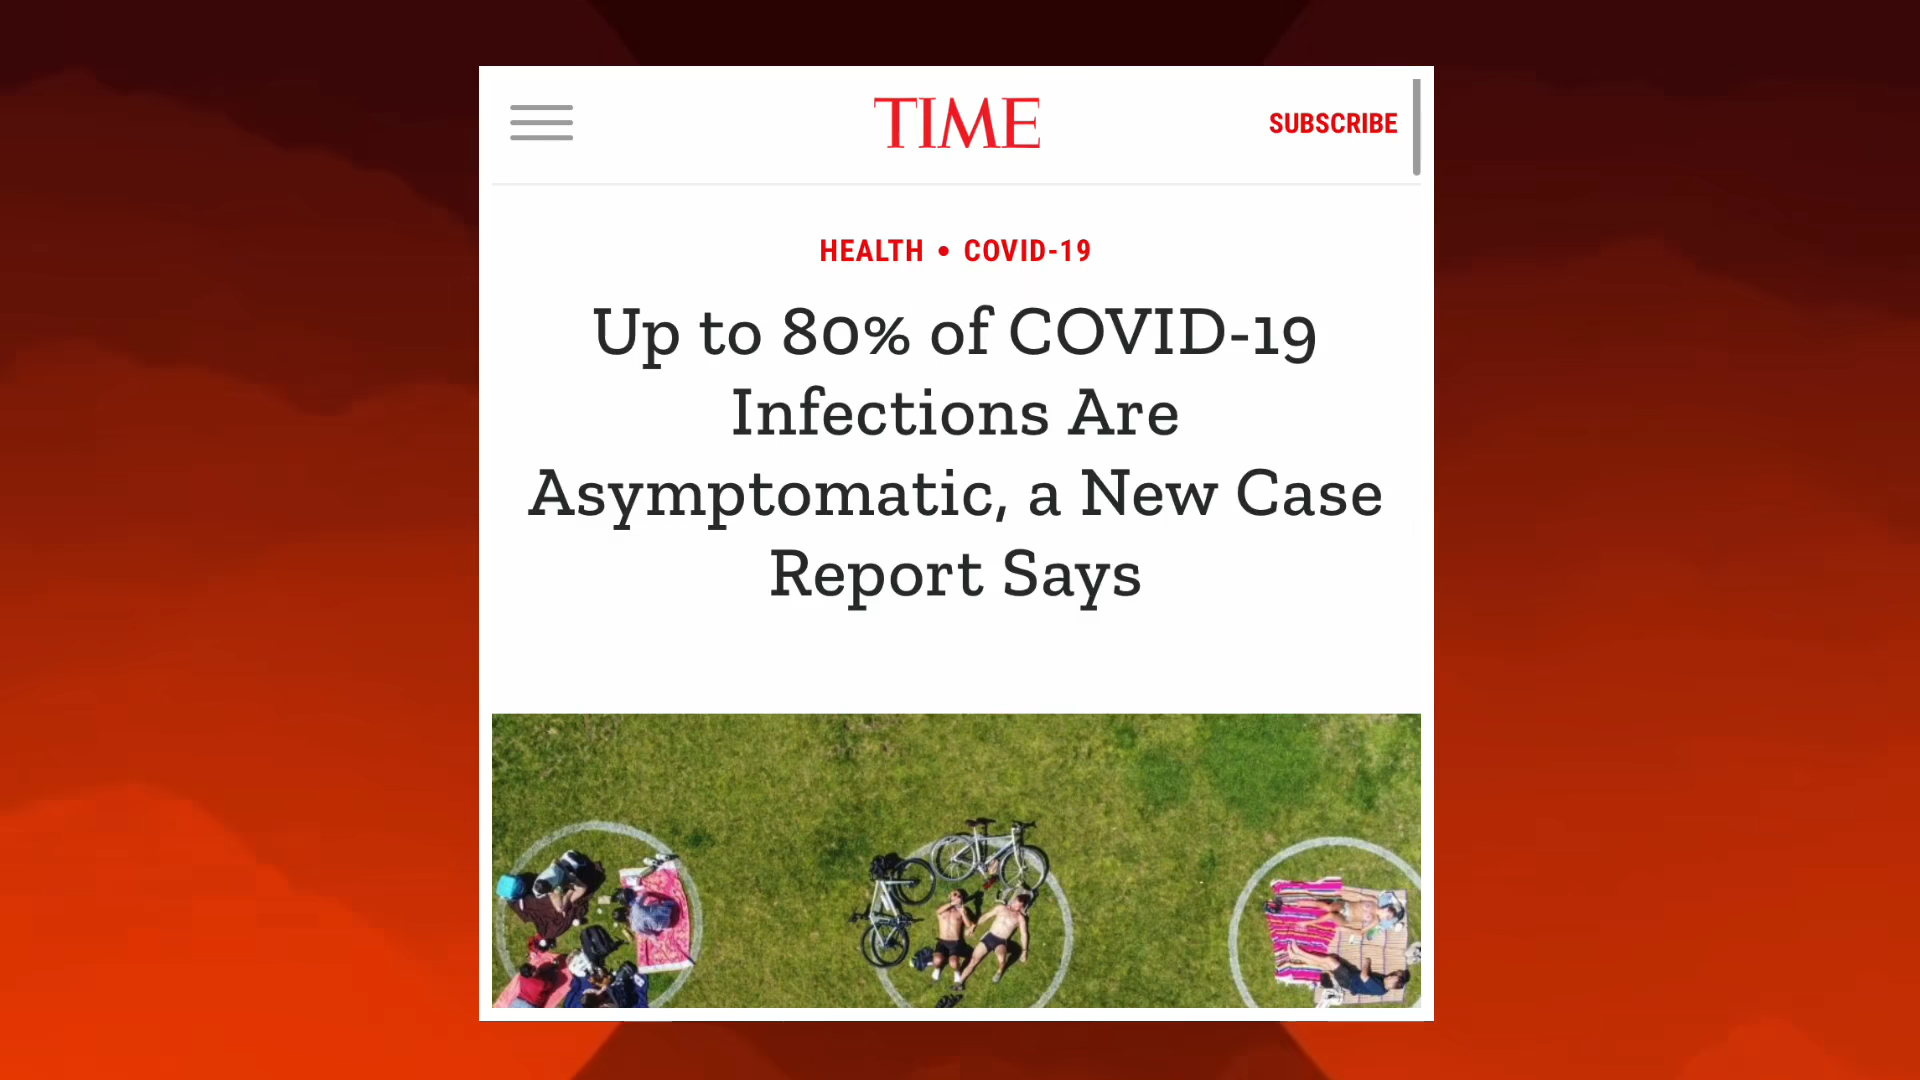 TIME
SUBSCRIBE
HEALTH • COVID-19
Up to 80% of COVID-19
Infections Are
Asymptomatic, a New Case
Report Says